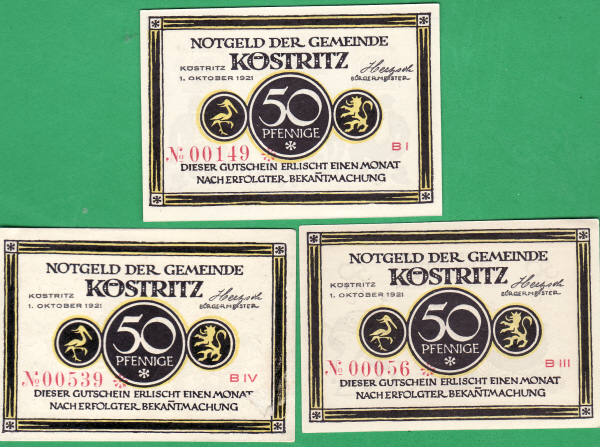 NOTGELD DER GEMEINDE
KÖSTRITZ
KÖSTRITZ
1. OKTOBER 1921
BÜRGERMEISTER
50
PFENNIGE
№ 00149
B I
DIESER GUTSCHEIN ERLISCHT EINEN MONAT
NACH ERFOLGTER BEKAÑTMACHUNG
NOTGELD DER GEMEINDE
KÖSTRITZ
KÖSTRITZ
1. OKTOBER 1921
BÜRGERMEISTER
50
PFENNIGE
№ 00539
B IV
DIESER GUTSCHEIN ERLISCHT EINEN MONAT
NACH ERFOLGTER BEKAÑTMACHUNG
NOTGELD DER GEMEINDE
KÖSTRITZ
KÖSTRITZ
1. OKTOBER 1921
BÜRGERMEISTER
50
PFENNIGE
№ 00056
B III
DIESER GUTSCHEIN ERLISCHT EINEN MONAT
NACH ERFOLGTER BEKAÑTMACHUNG